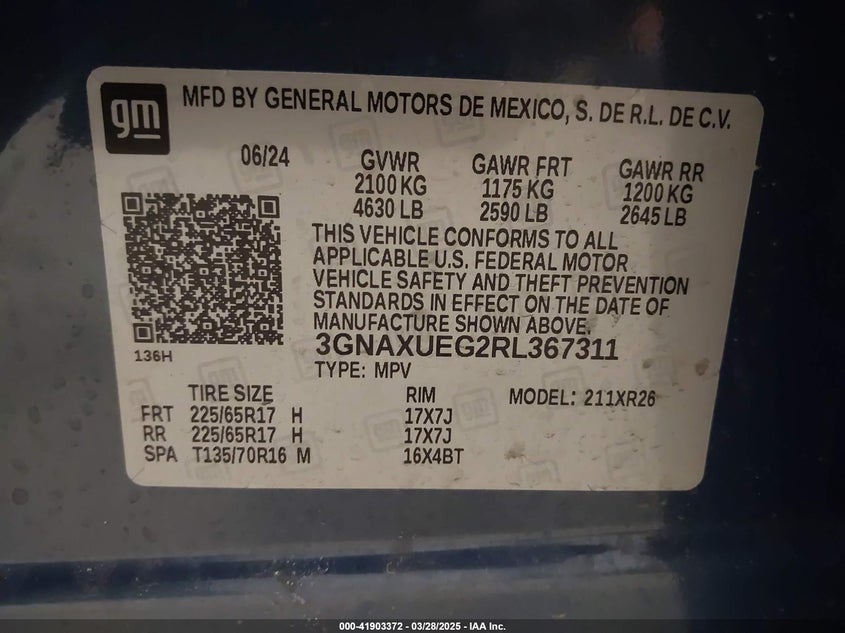 gm
MFD BY GENERAL MOTORS DE MEXICO, S. DE R.L. DE C.V.
06/24 GVWR GAWR FRT GAWR RR
2100 KG 1175 KG 1200 KG
4630 LB 2590 LB 2645 LB
THIS VEHICLE CONFORMS TO ALL
APPLICABLE U.S. FEDERAL MOTOR
VEHICLE SAFETY AND THEFT PREVENTION
STANDARDS IN EFFECT ON THE DATE OF
MANUFACTURE SHOWN ABOVE.
136H
3GNAXUEG2RL367311
TYPE: MPV
TIRE SIZE RIM MODEL: 211XR26
FRT 225/65R17 H 17X7J
RR 225/65R17 H 17X7J
SPA T135/70R16 M 16X4BT
000-41903372 - 03/28/2025 - IAA Inc.